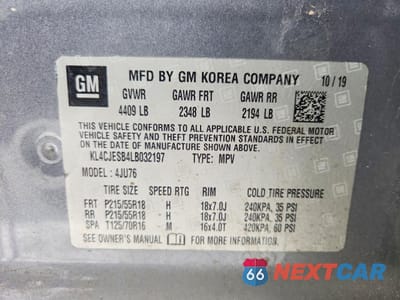 GM
MFD BY GM KOREA COMPANY 10/19
GVWR GAWR FRT GAWR RR
4409 LB 2348 LB 2194 LB
THIS VEHICLE CONFORMS TO ALL APPLICABLE U.S. FEDERAL MOTOR
VEHICLE SAFETY, BUMPER, AND THEFT PREVENTION STANDARDS IN
EFFECT ON THE DATE OF MANUFACTURE SHOWN ABOVE.
KL4CJESB4LB032197 TYPE: MPV
MODEL: 4JU76
TIRE SIZE SPEED RTG RIM COLD TIRE PRESSURE
FRT P215/55R18 H 18x7.0J 240KPA, 35 PSI
RR P215/55R18 H 18x7.0J 240KPA, 35 PSI
SPA T125/70R16 M 16x4.0T 420KPA, 60 PSI
SEE OWNER'S MANUAL FOR MORE INFORMATION.
66 NEXTCAR